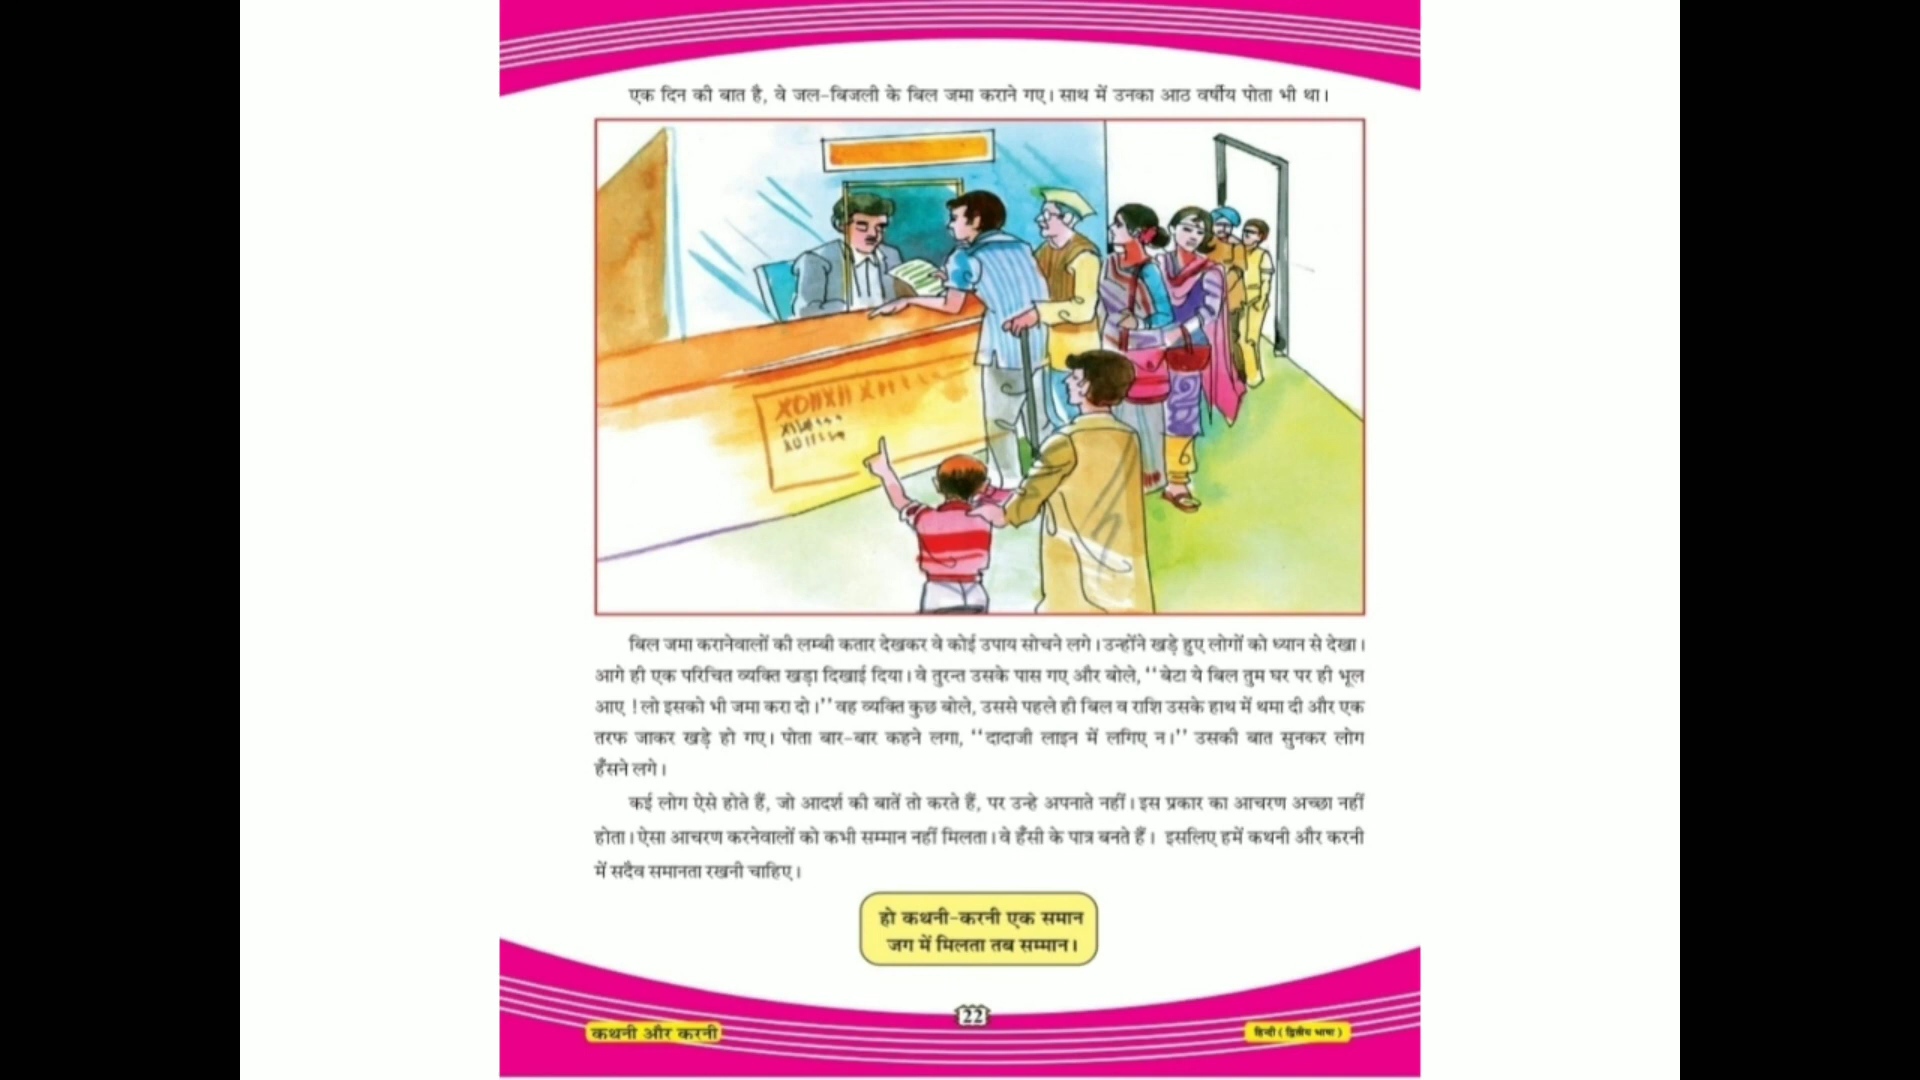 एक दिन की बात है, वे जल-बिजली के बिल जमा कराने गए। साथ में उनका आठ वर्षीय पोता भी था।
बिल जमा करानेवालों की लम्बी कतार देखकर वे कोई उपाय सोचने लगे। उन्होंने खड़े हुए लोगों को ध्यान से देखा।
आगे ही एक परिचित व्यक्ति खड़ा दिखाई दिया। वे तुरन्त उसके पास गए और बोले, ‘‘बेटा ये बिल तुम घर पर ही भूल
आए ! लो इसको भी जमा करा दो।’’ वह व्यक्ति कुछ बोले, उससे पहले ही बिल व राशि उसके हाथ में थमा दी और एक
तरफ जाकर खड़े हो गए। पोता बार-बार कहने लगा, ‘‘दादाजी लाइन में लगिए न।’’ उसकी बात सुनकर लोग
हँसने लगे।
कई लोग ऐसे होते हैं, जो आदर्श की बातें तो करते हैं, पर उन्हे अपनाते नहीं। इस प्रकार का आचरण अच्छा नहीं
होता। ऐसा आचरण करनेवालों को कभी सम्मान नहीं मिलता। वे हँसी के पात्र बनते हैं। इसलिए हमें कथनी और करनी
में सदैव समानता रखनी चाहिए।
हो कथनी-करनी एक समान
जग में मिलता तब सम्मान।
22
कथनी और करनी
हिन्दी ( द्वितीय भाषा )